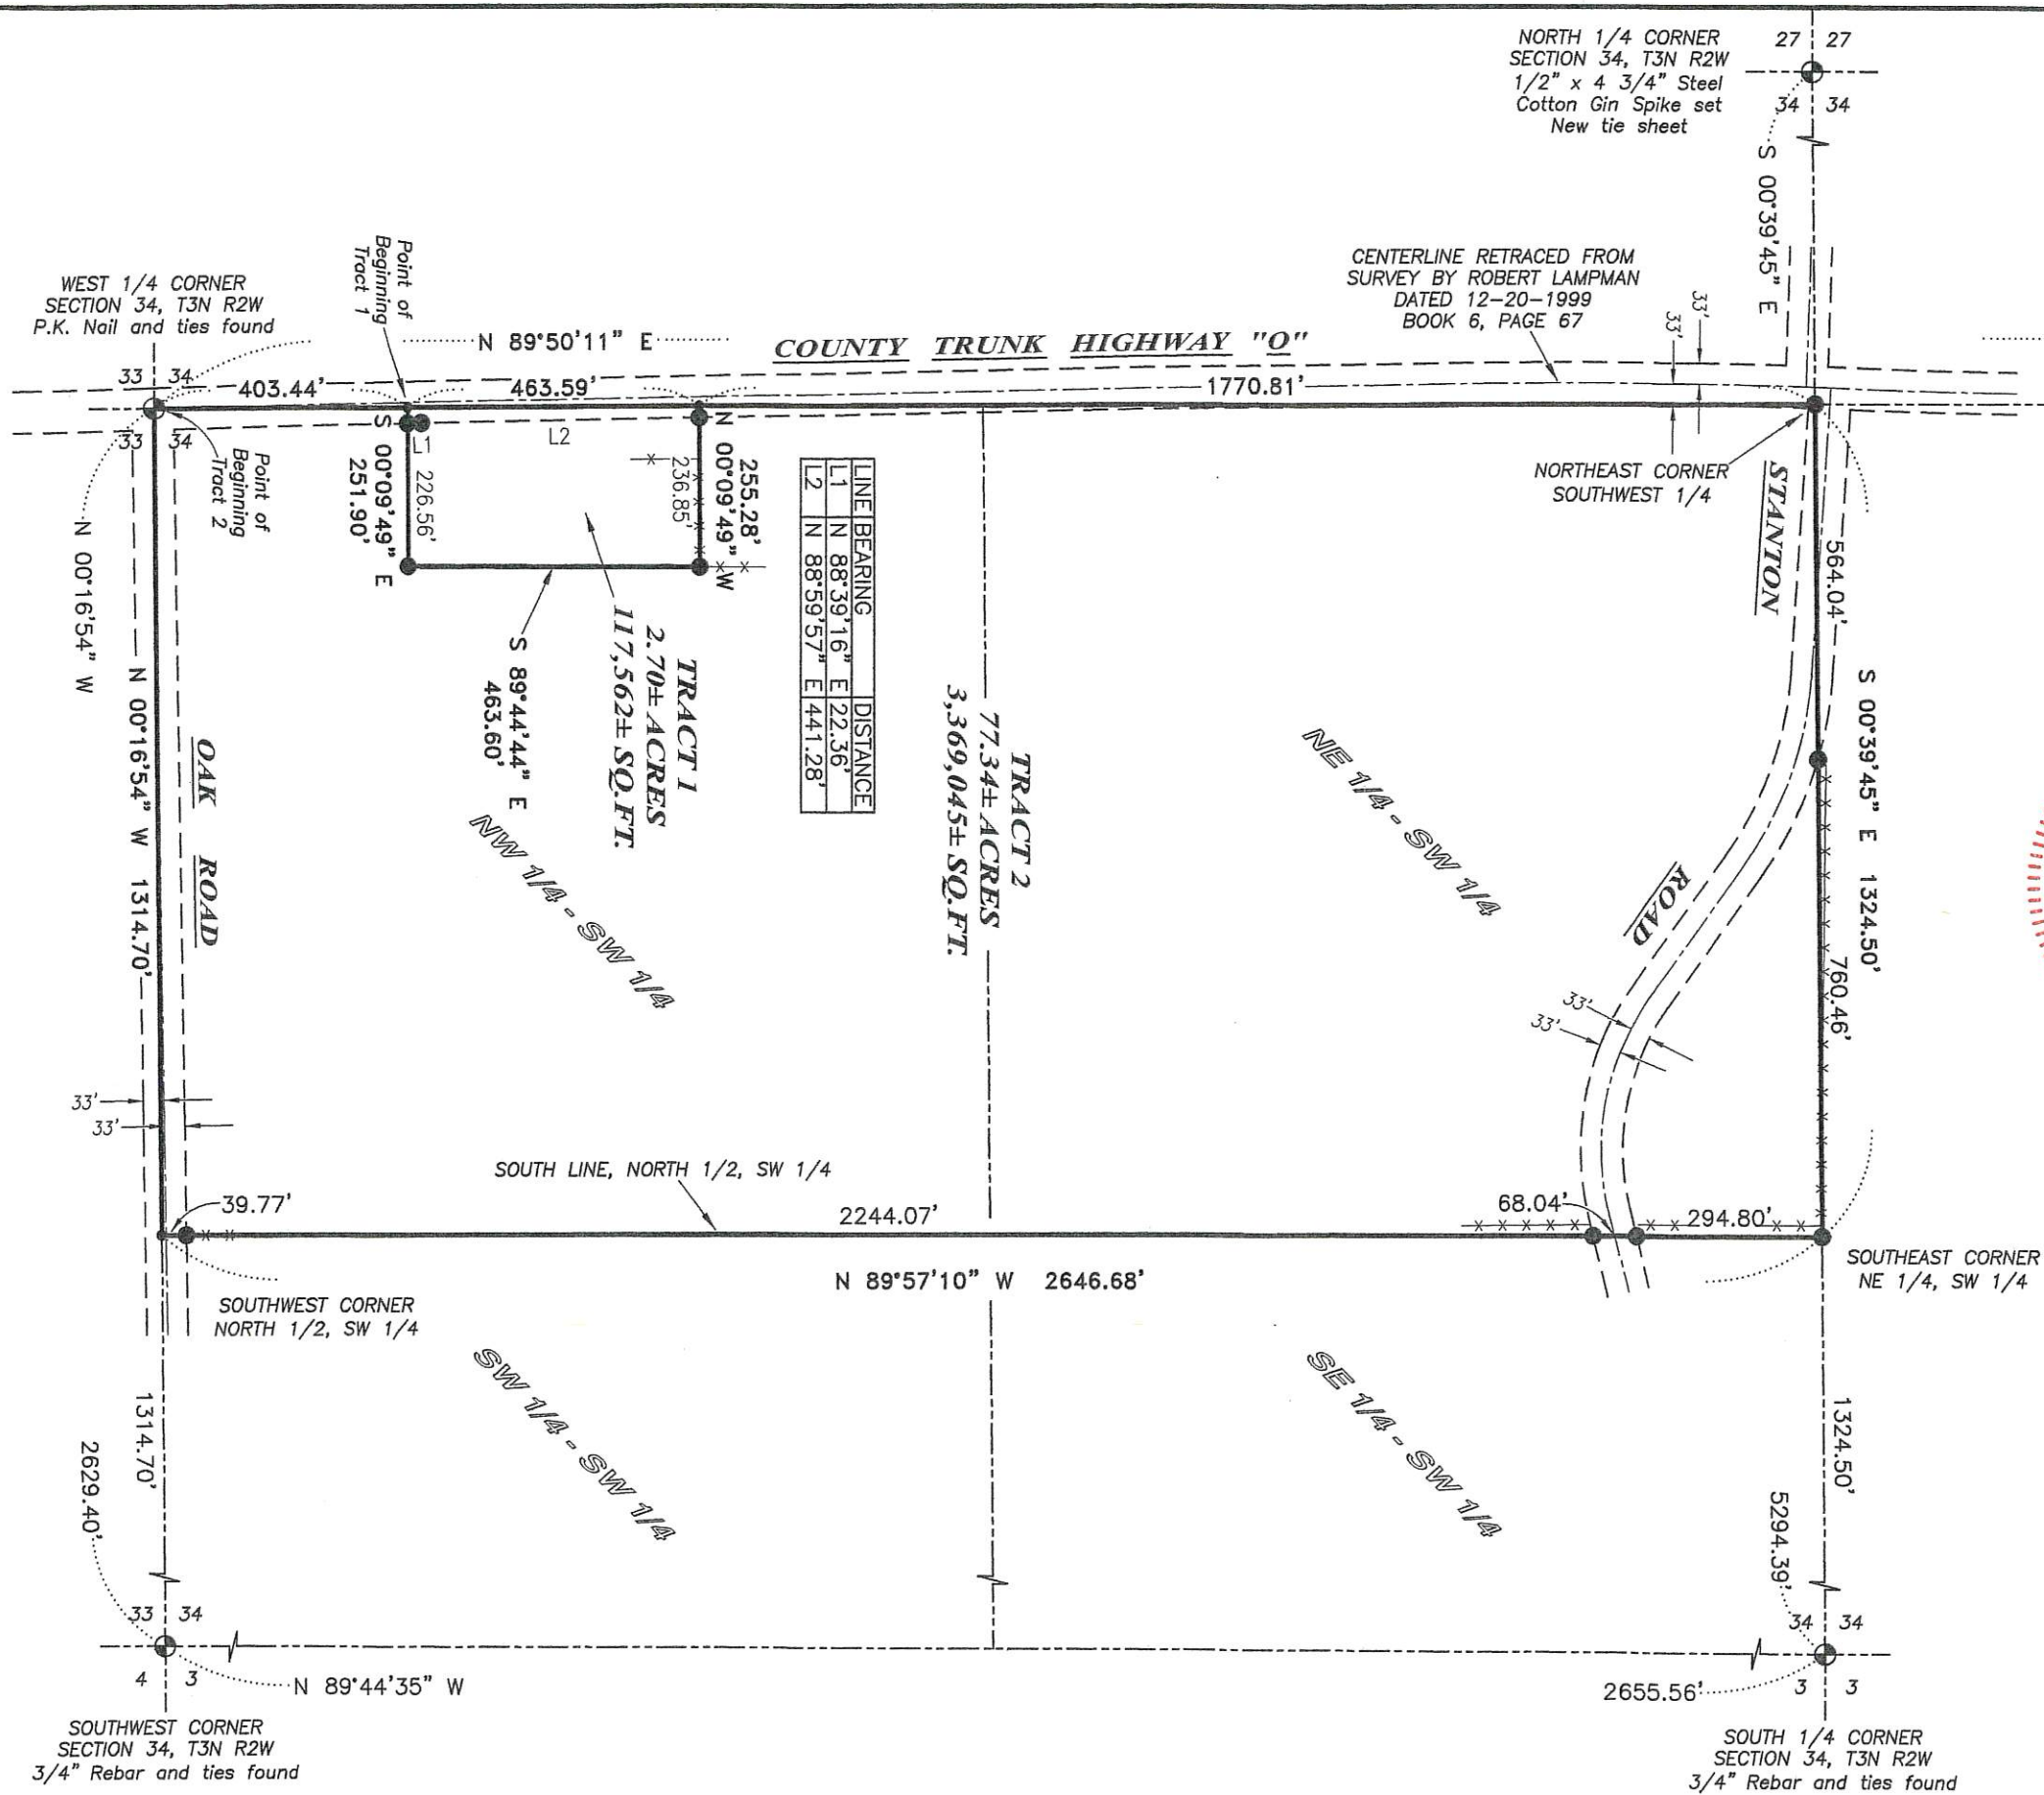 NORTH 1/4 CORNER
SECTION 34, T3N R2W
1/2" x 4 3/4" Steel
Cotton Gin Spike set
New tie sheet
27 27
34 34
S 00°39'45" E
CENTERLINE RETRACED FROM
SURVEY BY ROBERT LAMPMAN
DATED 12-20-1999
BOOK 6, PAGE 67
33'
33'
WEST 1/4 CORNER
SECTION 34, T3N R2W
P.K. Nail and ties found
Point of
Beginning
Tract 1
N 89°50'11" E
COUNTY TRUNK HIGHWAY "O"
33 34
403.44'
463.59'
1770.81'
33 34
Point of
Beginning
Tract 2
L1
L2
S 00°09'49" E
251.90'
226.56'
236.85'
N 00°09'49" W
255.28'
LINE BEARING DISTANCE
L1 N 88°39'16" E 22.36'
L2 N 88°59'57" E 441.28'
NORTHEAST CORNER
SOUTHWEST 1/4
STANTON
ROAD
564.04'
S 00°39'45" E 1324.50'
760.46'
N 00°16'54" W
N 00°16'54" W 1314.70'
OAK ROAD
S 89°44'44" E
463.60'
TRACT 1
2.70± ACRES
117,562± SQ.FT.
TRACT 2
77.34± ACRES
3,369,045± SQ.FT.
NW 1/4 - SW 1/4
NE 1/4 - SW 1/4
33'
33'
33'
33'
SOUTH LINE, NORTH 1/2, SW 1/4
39.77'
2244.07'
68.04'
294.80'
N 89°57'10" W 2646.68'
SOUTHWEST CORNER
NORTH 1/2, SW 1/4
SOUTHEAST CORNER
NE 1/4, SW 1/4
SW 1/4 - SW 1/4
SE 1/4 - SW 1/4
1314.70'
2629.40'
1324.50'
5294.39'
33 34
4 3
N 89°44'35" W
34 34
3 3
2655.56'
SOUTHWEST CORNER
SECTION 34, T3N R2W
3/4" Rebar and ties found
SOUTH 1/4 CORNER
SECTION 34, T3N R2W
3/4" Rebar and ties found